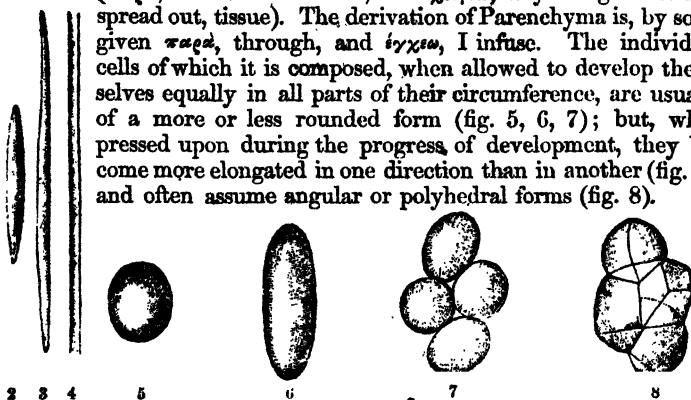 spread out, tissue). The derivation of Parenchyma is, by so
given παρά, through, and ἐγχεω, I infuse. The individ
cells of which it is composed, when allowed to develop the
selves equally in all parts of their circumference, are usua
of a more or less rounded form (fig. 5, 6, 7); but, wh
pressed upon during the progress of development, they
come more elongated in one direction than in another (fig.
and often assume angular or polyhedral forms (fig. 8).
2 3 4 5 6 7 8